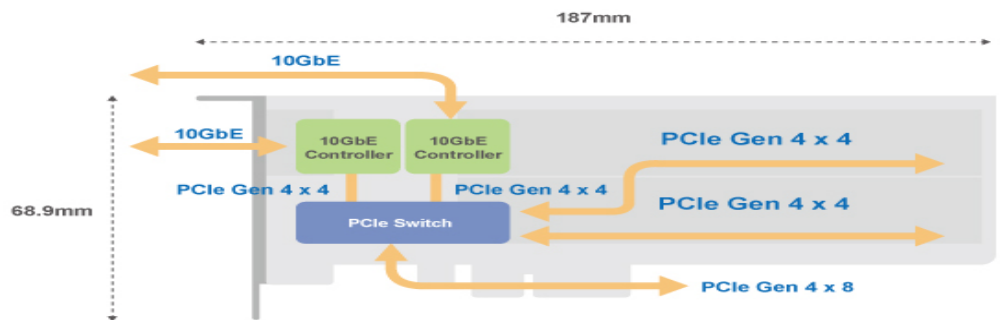 187mm
10GbE
10GbE
10GbE
Controller
10GbE
Controller
PCIe Gen 4 x 4
PCIe Gen 4 x 4
PCIe Gen 4 x 4
PCIe Gen 4 x 4
68.9mm
PCIe Switch
PCIe Gen 4 x 8